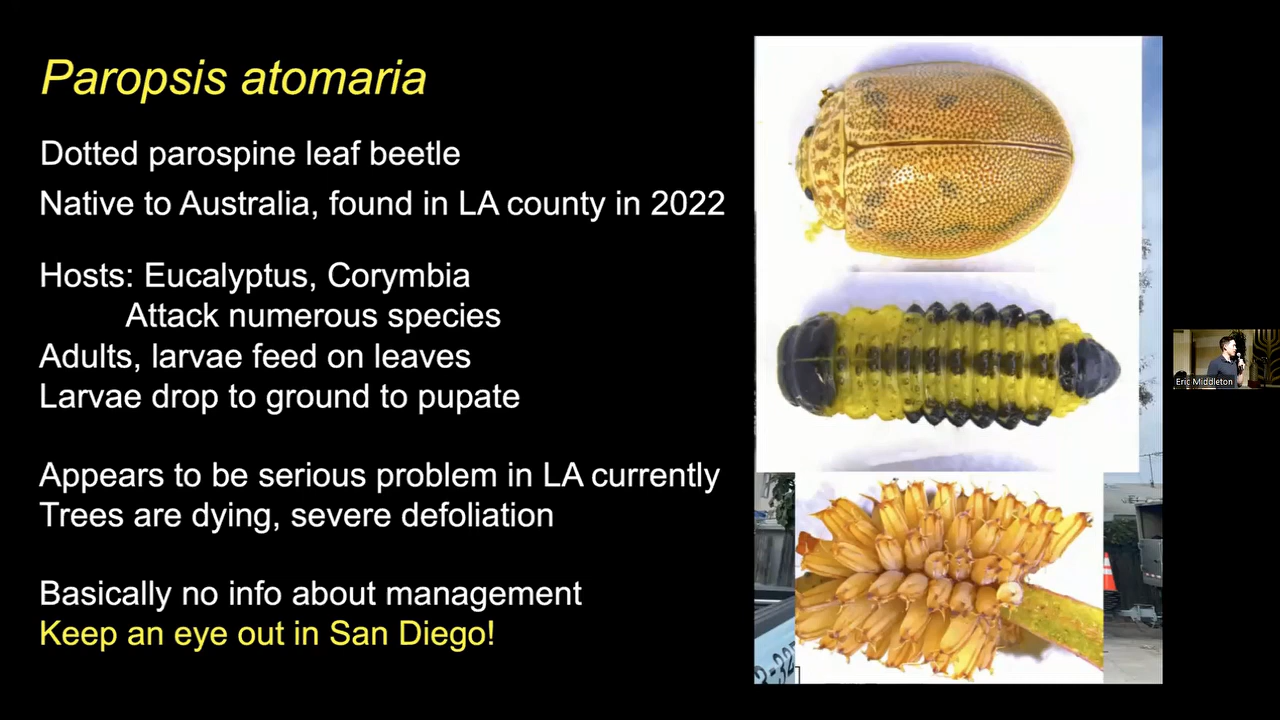 Paropsis atomaria
Dotted parospine leaf beetle
Native to Australia, found in LA county in 2022
Hosts: Eucalyptus, Corymbia
Attack numerous species
Adults, larvae feed on leaves
Larvae drop to ground to pupate
Appears to be serious problem in LA currently
Trees are dying, severe defoliation
Basically no info about management
Keep an eye out in San Diego!
Eric Middleton